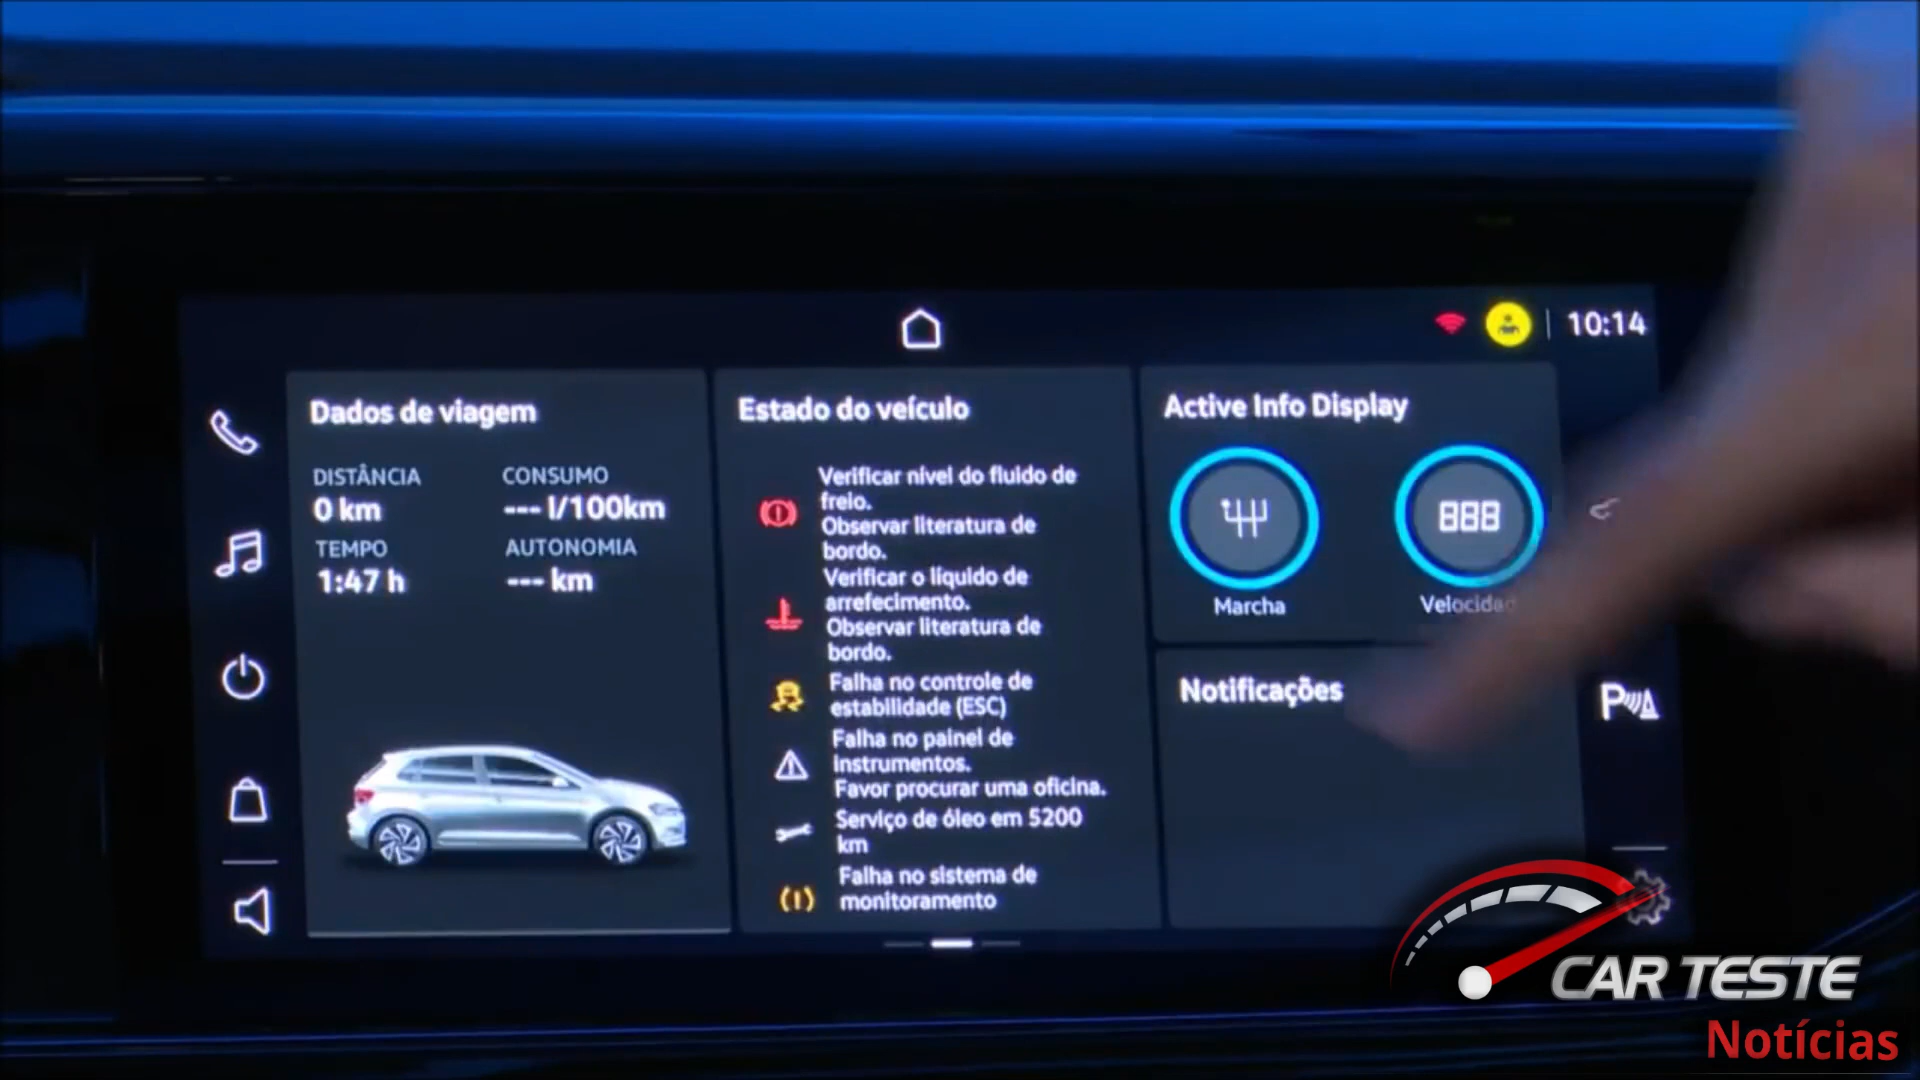 10:14
Dados de viagem
DISTÂNCIA
0 km
CONSUMO
--- l/100km
TEMPO
1:47 h
AUTONOMIA
--- km
Estado do veículo
Verificar nível do fluido de
freio.
Observar literatura de
bordo.
Verificar o líquido de
arrefecimento.
Observar literatura de
bordo.
Falha no controle de
estabilidade (ESC)
Falha no painel de
instrumentos.
Favor procurar uma oficina.
Serviço de óleo em 5200
km
Falha no sistema de
monitoramento
Active Info Display
888
Marcha
Notificações
P
CAR TESTE
Notícias